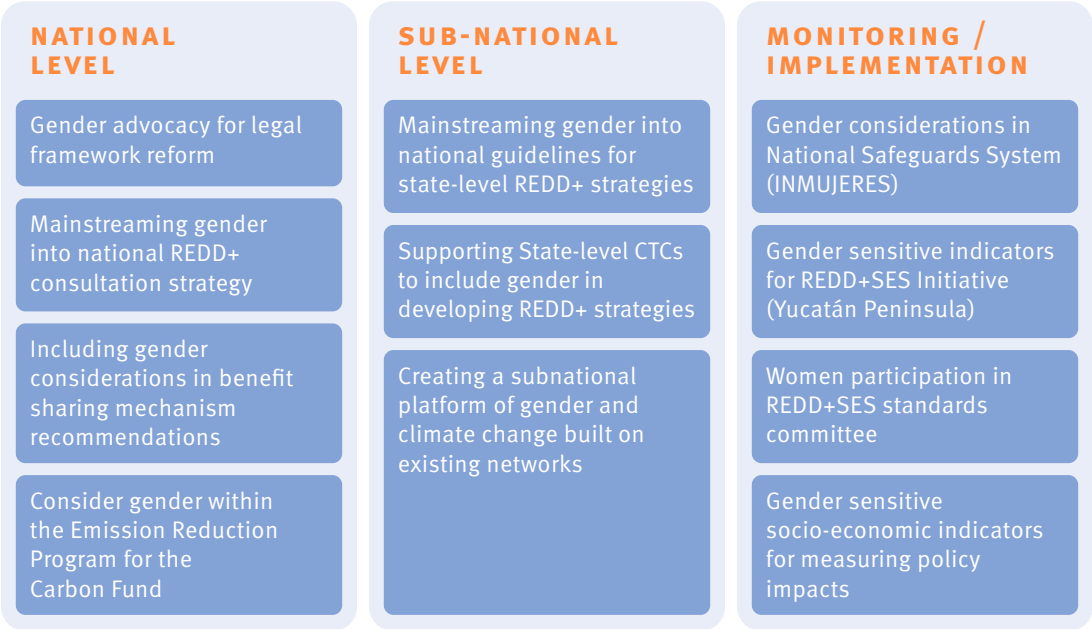 NATIONAL
LEVEL
Gender advocacy for legal
framework reform
Mainstreaming gender
into national REDD+
consultation strategy
Including gender
considerations in benefit
sharing mechanism
recommendations
Consider gender within
the Emission Reduction
Program for the
Carbon Fund
SUB-NATIONAL
LEVEL
Mainstreaming gender into
national guidelines for
state-level REDD+ strategies
Supporting State-level CTCs
to include gender in
developing REDD+ strategies
Creating a subnational
platform of gender and
climate change built on
existing networks
MONITORING /
IMPLEMENTATION
Gender considerations in
National Safeguards System
(INMUJERES)
Gender sensitive indicators
for REDD+SES Initiative
(Yucatán Peninsula)
Women participation in
REDD+SES standards
committee
Gender sensitive
socio-economic indicators
for measuring policy
impacts